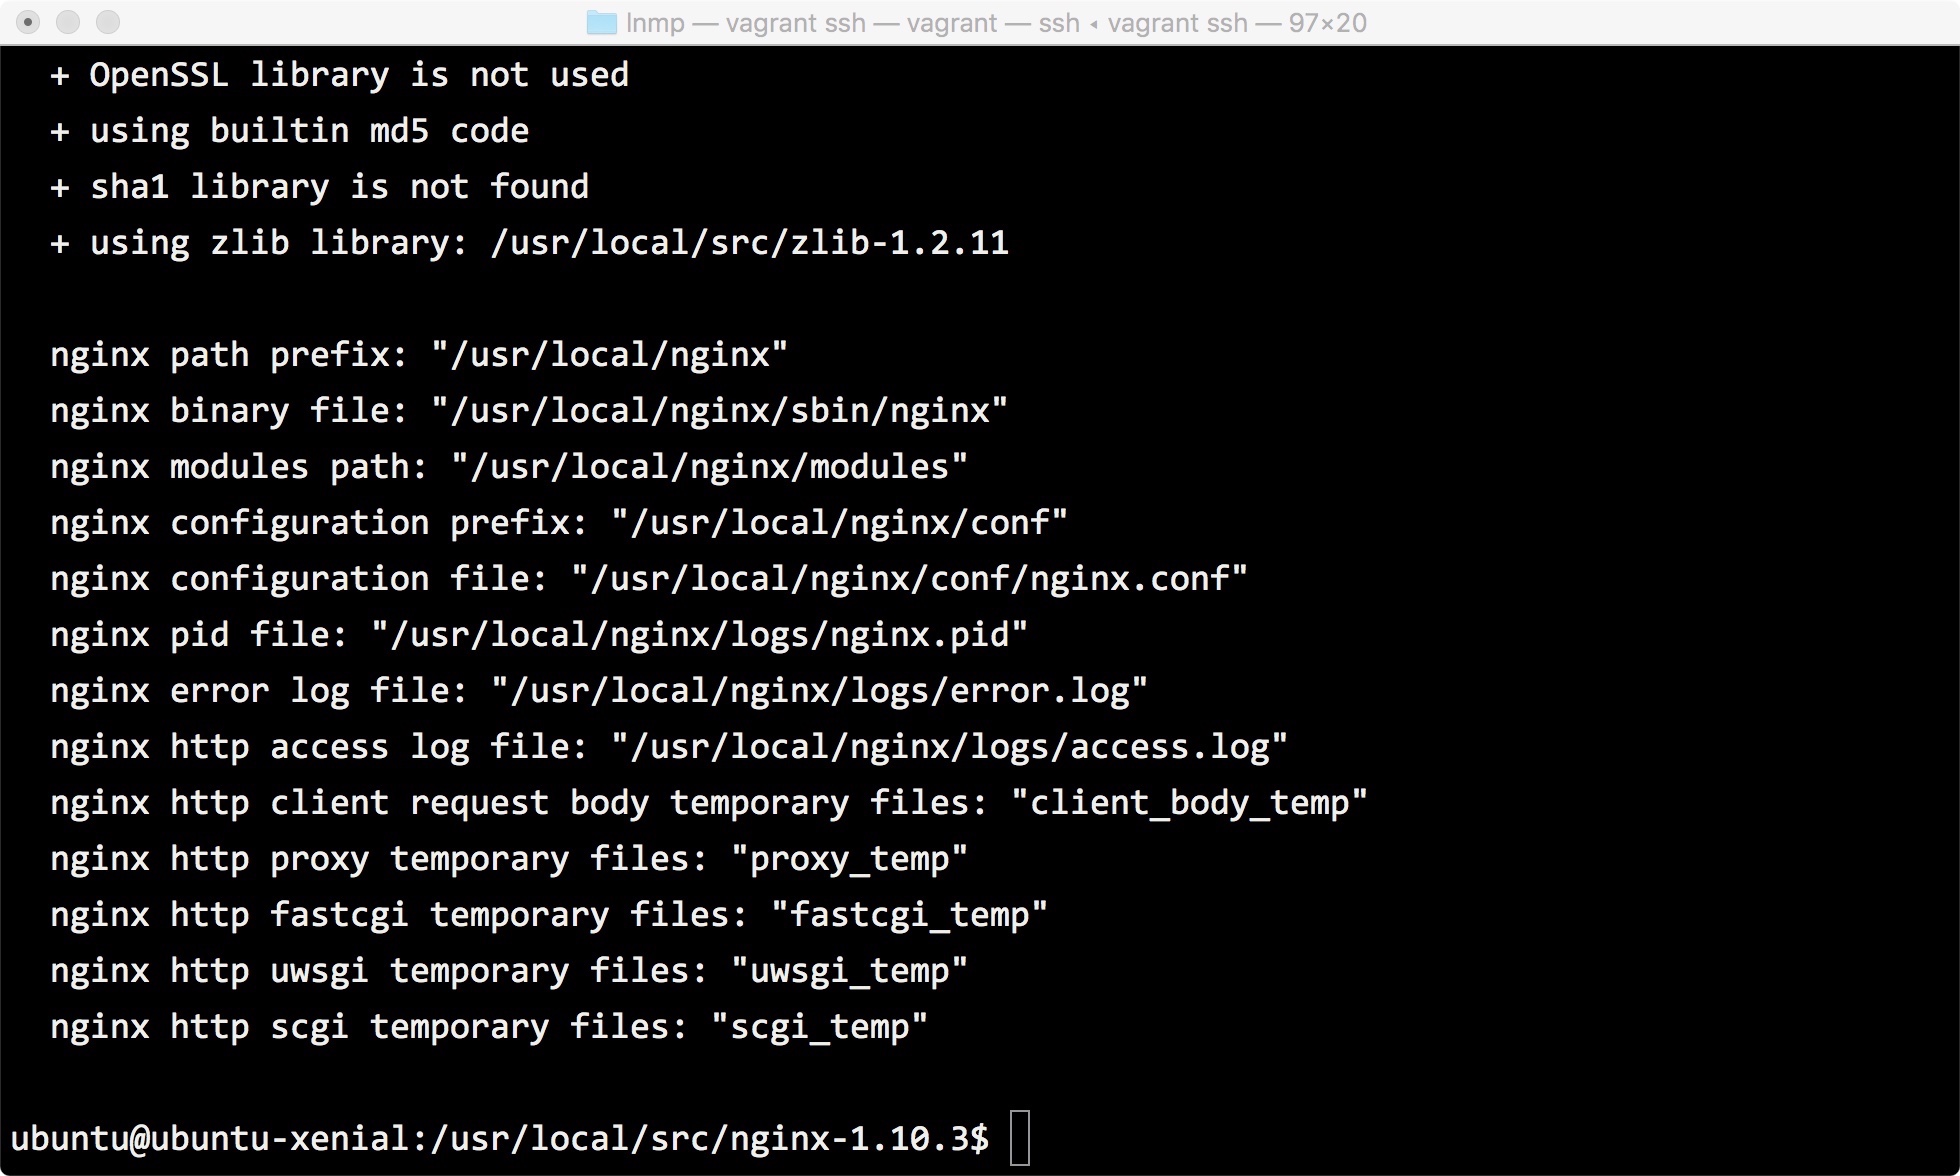 lnmp — vagrant ssh — vagrant — ssh ◂ vagrant ssh — 97×20
+ OpenSSL library is not used
+ using builtin md5 code
+ sha1 library is not found
+ using zlib library: /usr/local/src/zlib-1.2.11
nginx path prefix: "/usr/local/nginx"
nginx binary file: "/usr/local/nginx/sbin/nginx"
nginx modules path: "/usr/local/nginx/modules"
nginx configuration prefix: "/usr/local/nginx/conf"
nginx configuration file: "/usr/local/nginx/conf/nginx.conf"
nginx pid file: "/usr/local/nginx/logs/nginx.pid"
nginx error log file: "/usr/local/nginx/logs/error.log"
nginx http access log file: "/usr/local/nginx/logs/access.log"
nginx http client request body temporary files: "client_body_temp"
nginx http proxy temporary files: "proxy_temp"
nginx http fastcgi temporary files: "fastcgi_temp"
nginx http uwsgi temporary files: "uwsgi_temp"
nginx http scgi temporary files: "scgi_temp"
ubuntu@ubuntu-xenial:/usr/local/src/nginx-1.10.3$